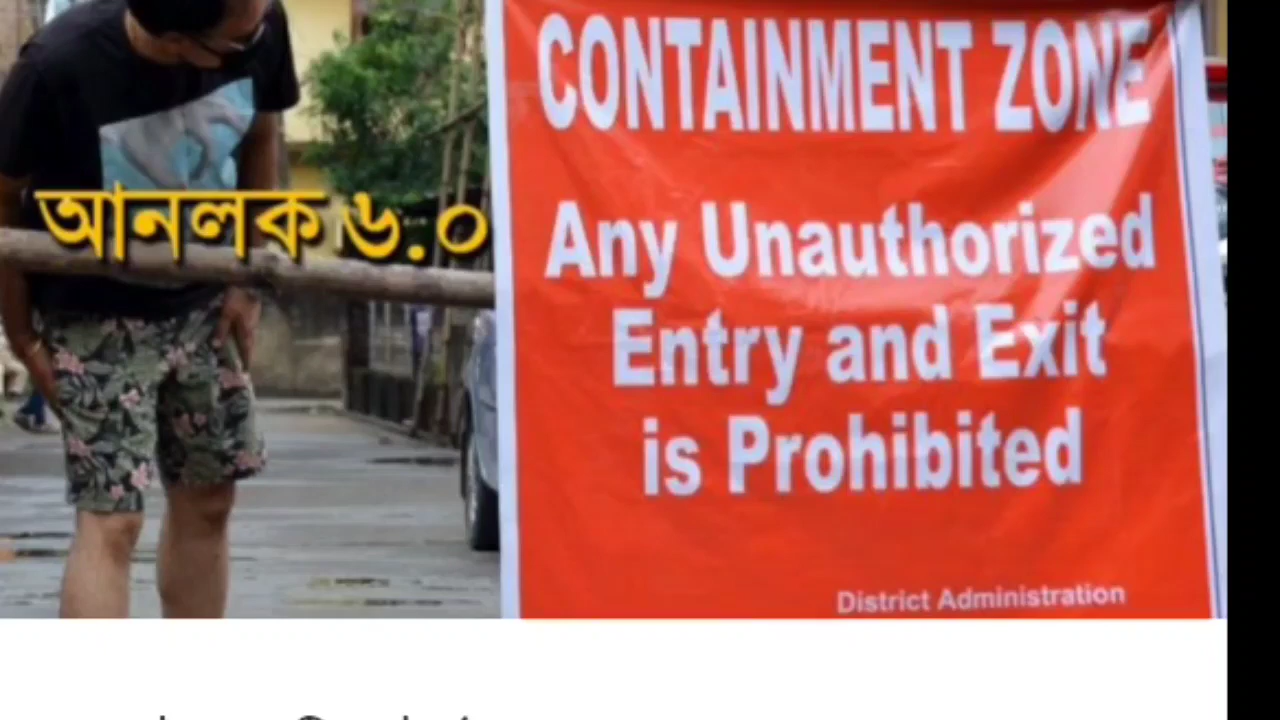 CONTAINMENT ZONE
Any Unauthorized
Entry and Exit
is Prohibited
District Administration
আনলক ৬.০